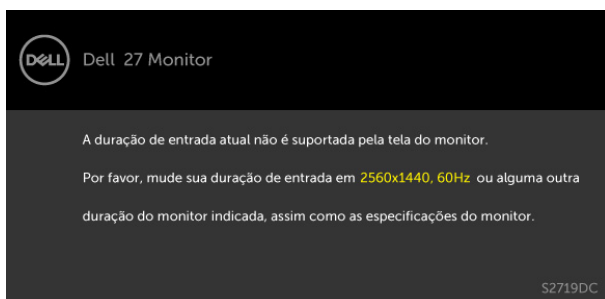 DELL
Dell 27 Monitor
A duração de entrada atual não é suportada pela tela do monitor.
Por favor, mude sua duração de entrada em 2560x1440, 60Hz ou alguma outra
duração do monitor indicada, assim como as especificações do monitor.
S2719DC